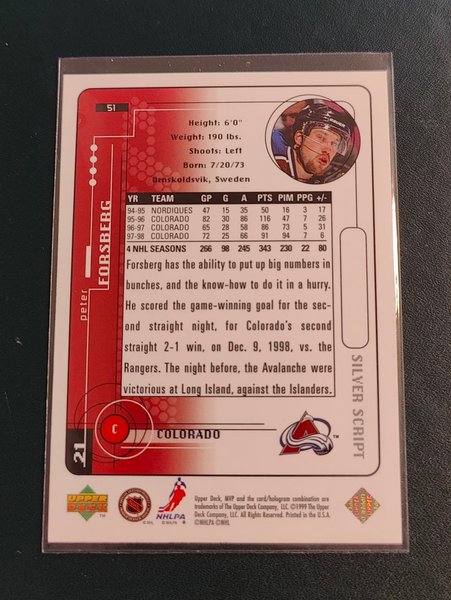 51
Height: 6'0"
Weight: 190 lbs.
Shoots: Left
Born: 7/20/73
Ornskoldsvik, Sweden
peter FORSBERG
YR TEAM GP G A PTS PIM PPG +/-
94-95 NORDIQUES 47 15 35 50 16 3 17
95-96 COLORADO 82 30 86 116 47 7 26
96-97 COLORADO 65 28 58 86 73 5 31
97-98 COLORADO 72 25 66 91 94 7 6
4 NHL SEASONS 266 98 245 343 230 22 80
Forsberg has the ability to put up big numbers in
bunches, and the know-how to do it in a hurry.
He scored the game-winning goal for the sec-
ond straight night, for Colorado's second
straight 2-1 win, on Dec. 9, 1998, vs. the
Rangers. The night before, the Avalanche were
victorious at Long Island, against the Islanders.
SILVER SCRIPT
21
C
COLORADO
TM
UPPER DECK
NHL
NHLPA
©NHL ©NHLPA
Upper Deck, MVP and the card/hologram combination are
trademarks of The Upper Deck Company, LLC. ©1999 The Upper
Deck Company, LLC. All Rights Reserved. Printed in the U.S.A.
©NHLPA ©NHL